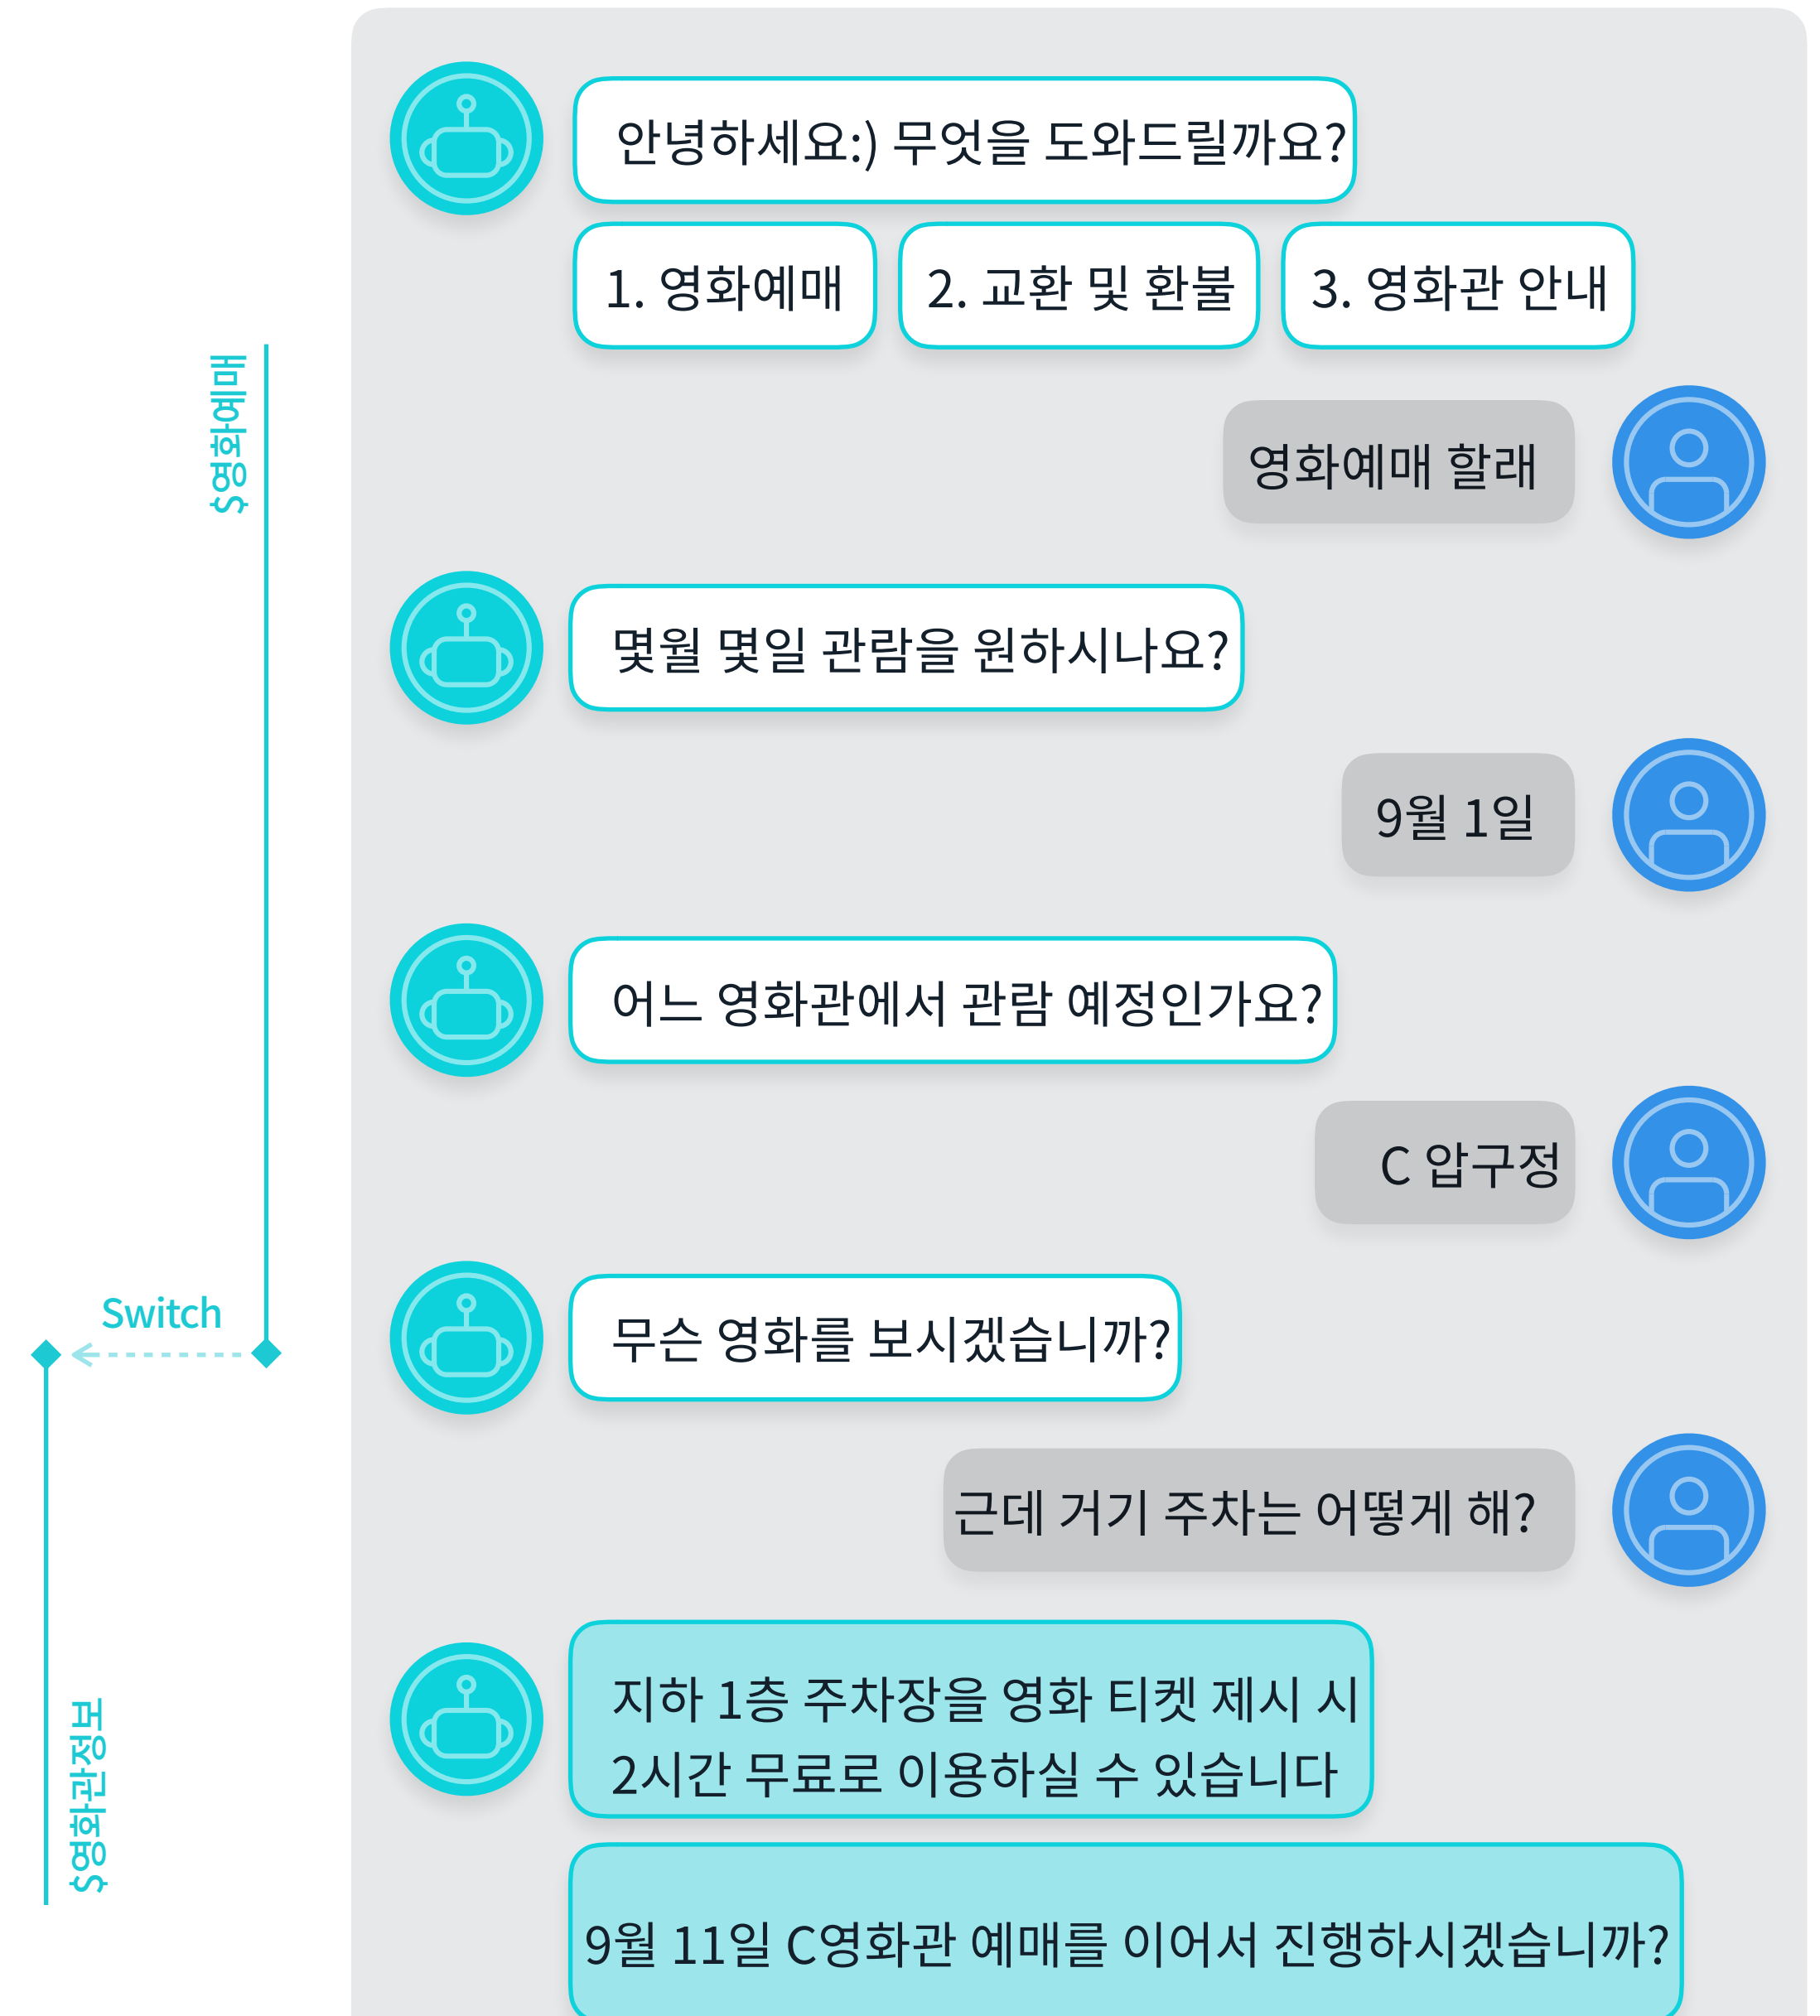 안녕하세요:) 무엇을 도와드릴까요?
1. 영화예매
2. 교환 및 환불
3. 영화관 안내
$영화예매
영화예매 할래
몇월 몇일 관람을 원하시나요?
9월 1일
어느 영화관에서 관람 예정인가요?
C 압구정
Switch
무슨 영화를 보시겠습니까?
근데 거기 주차는 어떻게 해?
$영화관정보
지하 1층 주차장을 영화 티켓 제시 시
2시간 무료로 이용하실 수 있습니다
9월 11일 C영화관 예매를 이어서 진행하시겠습니까?